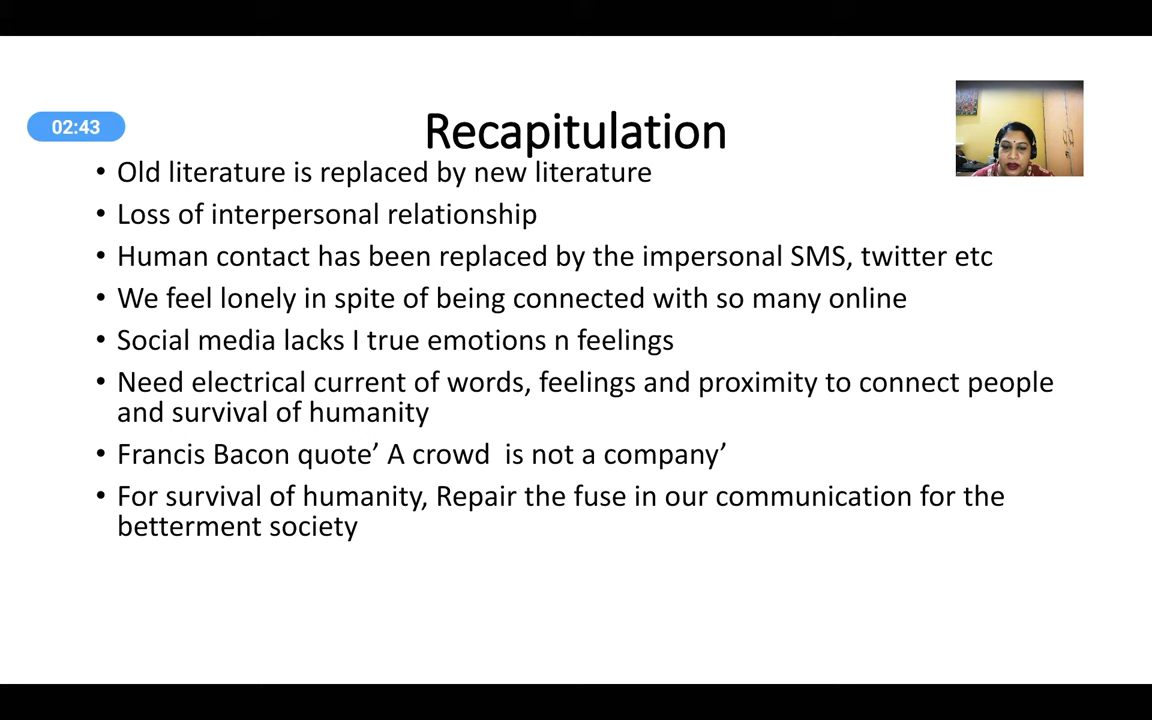 02:43
Recapitulation
• Old literature is replaced by new literature
• Loss of interpersonal relationship
• Human contact has been replaced by the impersonal SMS, twitter etc
• We feel lonely in spite of being connected with so many online
• Social media lacks I true emotions n feelings
• Need electrical current of words, feelings and proximity to connect people
and survival of humanity
• Francis Bacon quote’ A crowd  is not a company’
• For survival of humanity, Repair the fuse in our communication for the
betterment society